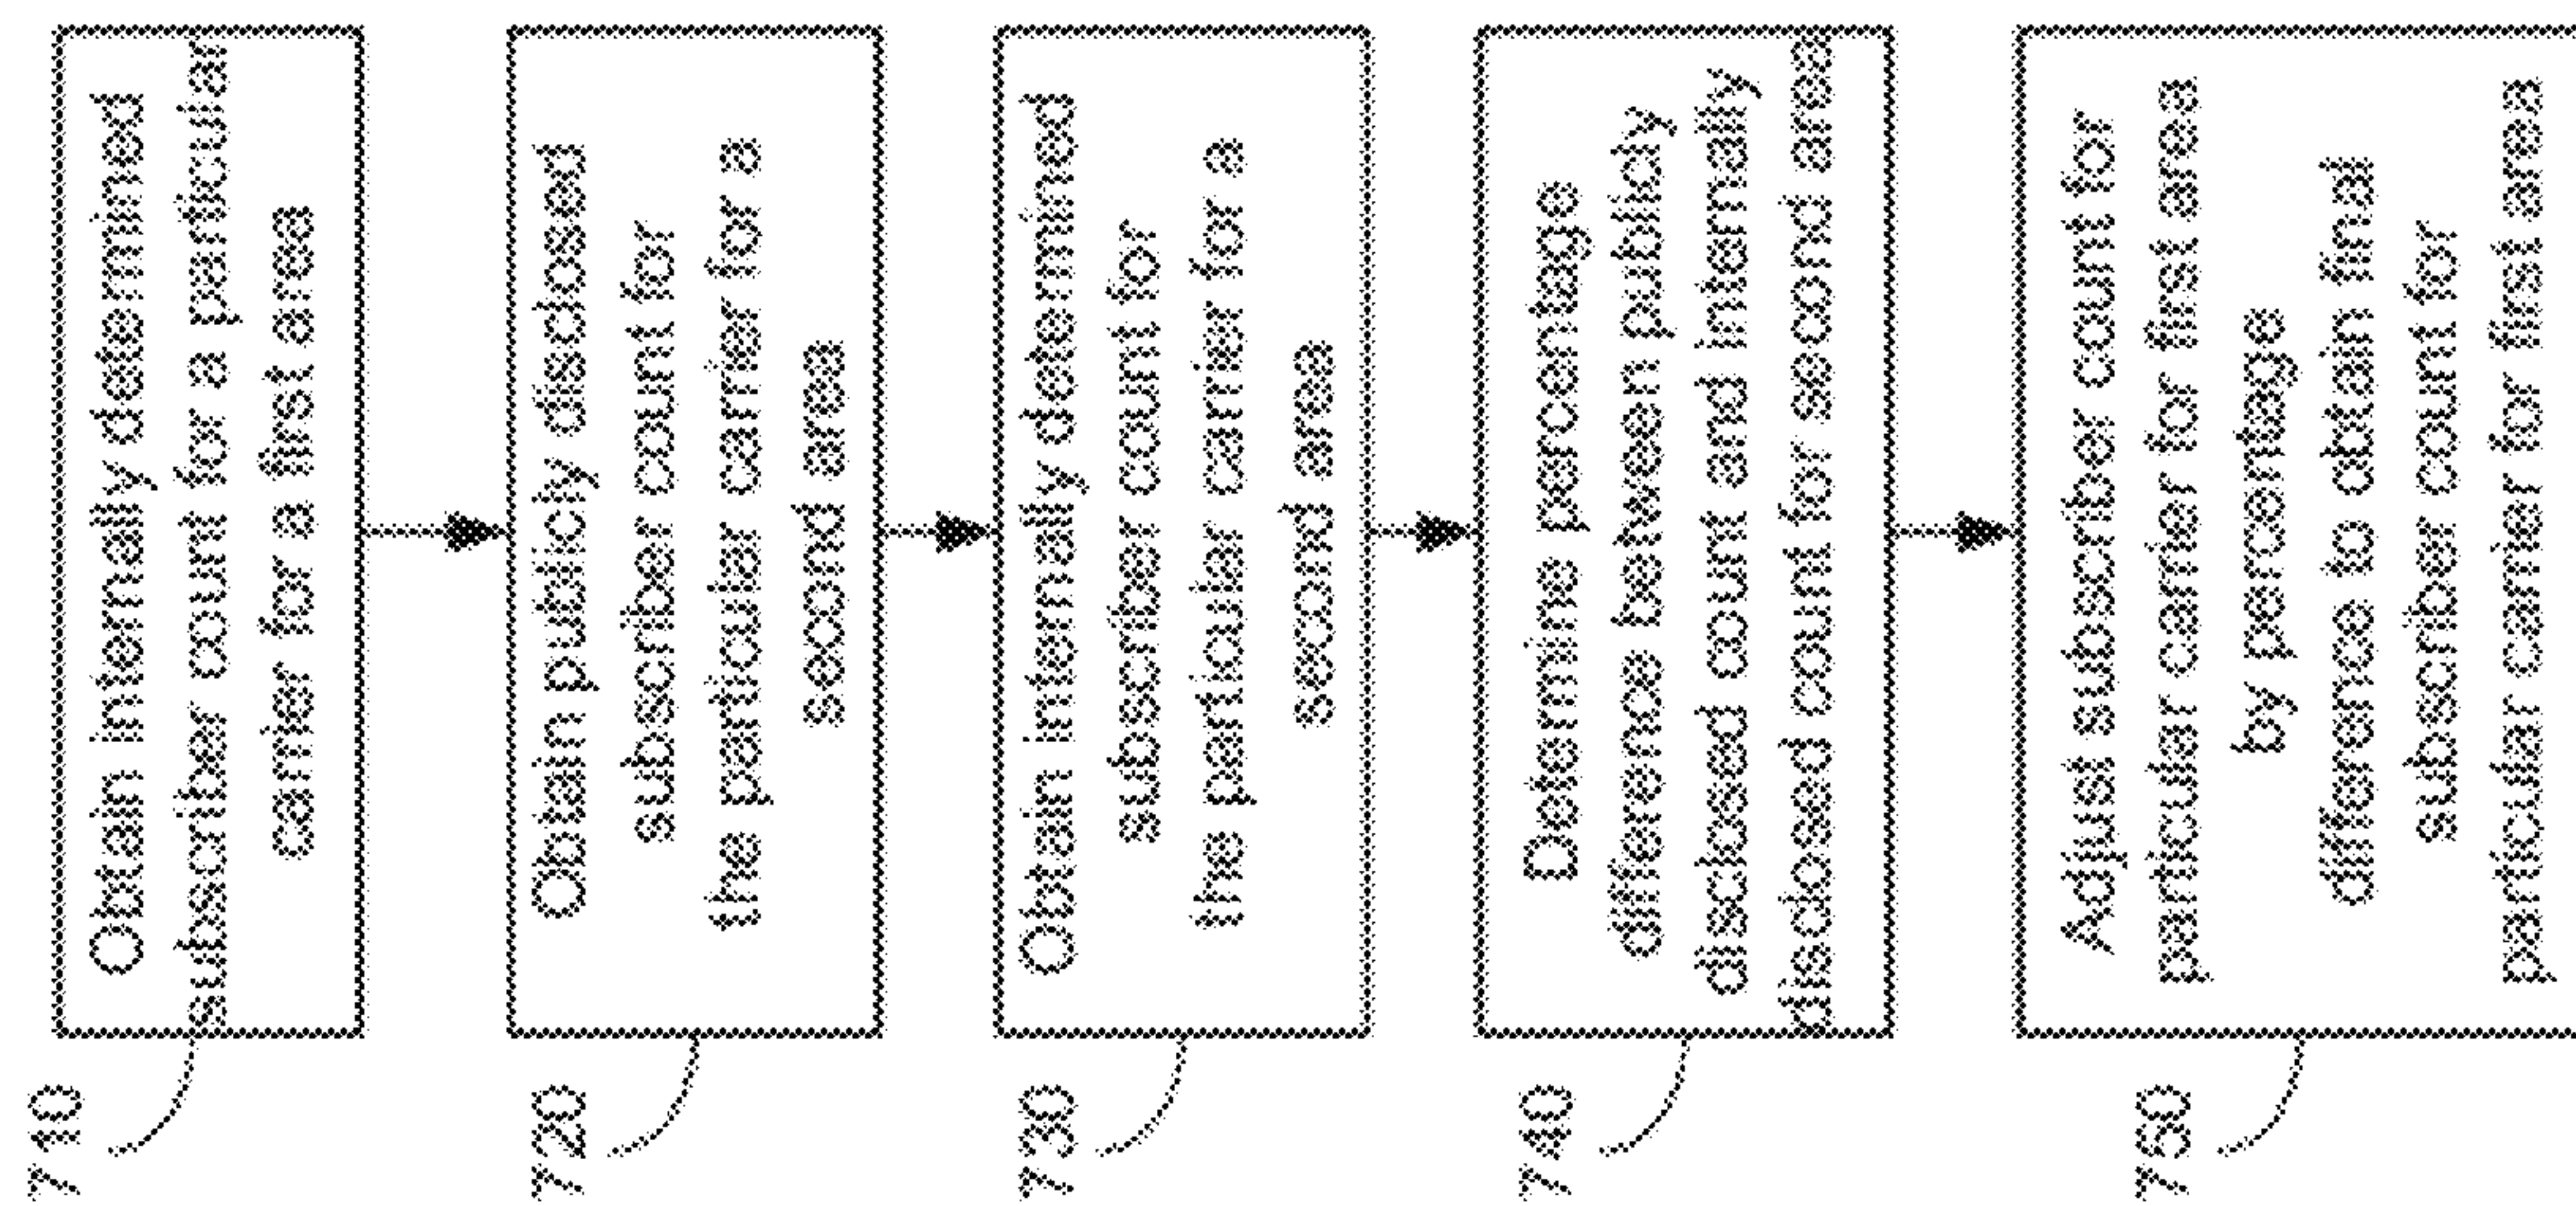 710
Obtain internally determined
subscriber count for a particular
carrier for a first area
720
Obtain publicly disclosed
subscriber count for
the particular carrier for a
second area
730
Obtain internally determined
subscriber count for
the particular carrier for a
second area
740
Determine percentage
difference between publicly
disclosed count and internally
disclosed count for second area
750
Adjust subscriber count for
particular carrier for first area
by percentage
difference to obtain final
subscriber count for
particular carrier for first area